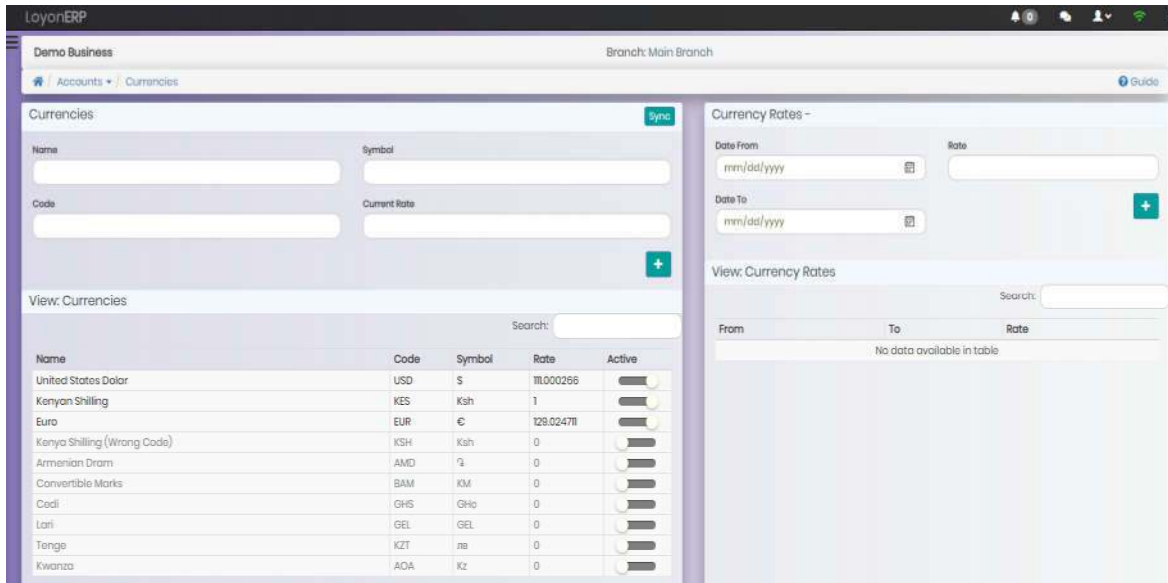 LoyonERP
0
Demo Business
Branch: Main Branch
/ Accounts / Currencies
Guide
Currencies
Sync
Name
Symbol
Code
Current Rate
+
View: Currencies
Search:
Name Code Symbol Rate Active
United States Dolar USD $ 111.000266
Kenyan Shilling KES Ksh 1
Euro EUR € 129.024711
Kenya Shilling (Wrong Code) KSH Ksh 0
Armenian Dram AMD 0
Convertible Marks BAM KM 0
Cedi GHS GHc 0
Lari GEL GEL 0
Tenge KZT лв 0
Kwanza AOA Kz 0
Currency Rates -
Date From
Rate
mm/dd/yyyy
Date To
mm/dd/yyyy
+
View: Currency Rates
Search:
From To Rate
No data available in table